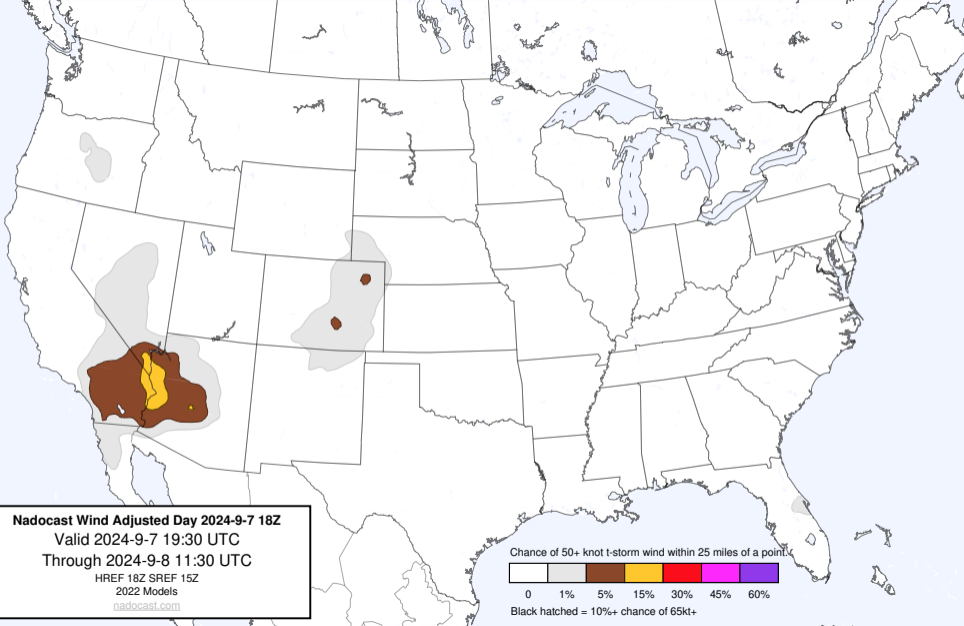 Nadocast Wind Adjusted Day 2024-9-7 18Z
Valid 2024-9-7 19:30 UTC
Through 2024-9-8 11:30 UTC
HREF 18Z SREF 15Z
2022 Models
nadocast.com
Chance of 50+ knot t-storm wind within 25 miles of a point.
0 1% 5% 15% 30% 45% 60%
Black hatched = 10%+ chance of 65kt+